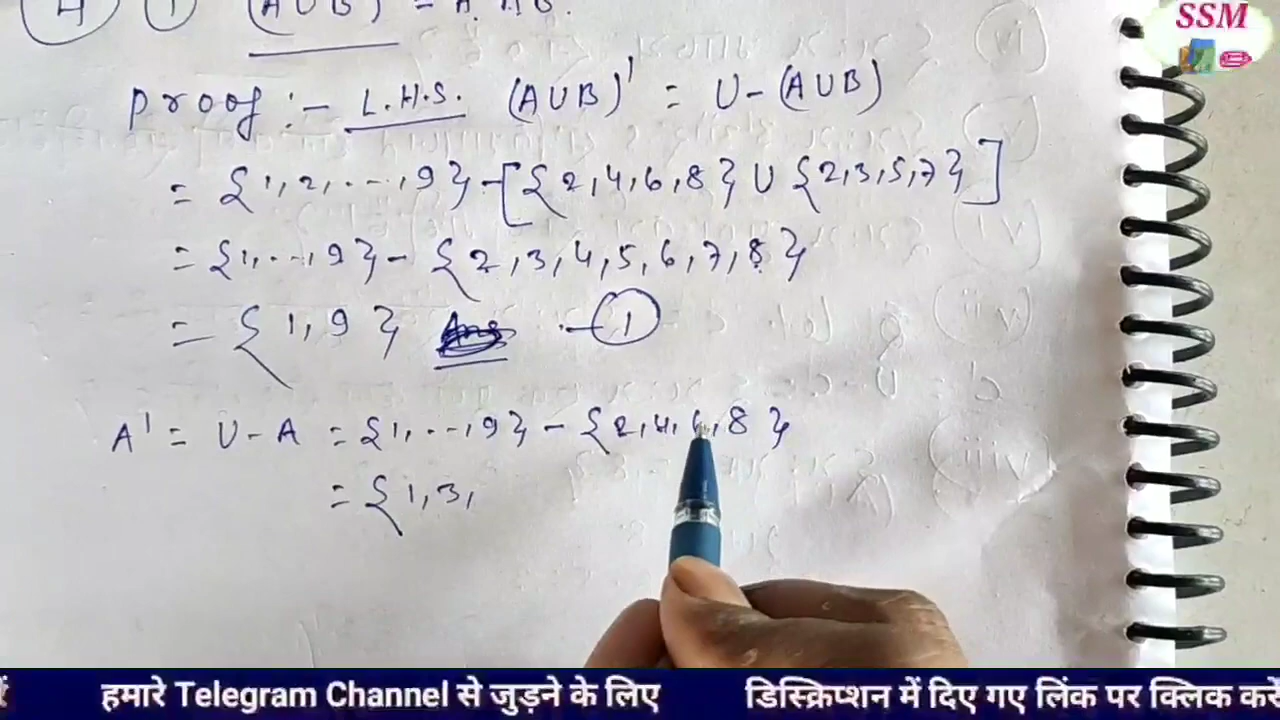 4 ① (A∪B)' = A'∩B'.
SSM
Proof :- L.H.S. (A∪B)' = U-(A∪B)
= {1,2,...,9} - [{2,4,6,8} ∪ {2,3,5,7}]
= {1,...,9} - {2,3,4,5,6,7,8}
= {1,9} — ①
A' = U-A = {1,...,9} - {2,4,6,8}
= {1,3,
हमारे Telegram Channel से जुड़ने के लिए डिस्क्रिप्शन में दिए गए लिंक पर क्लिक करें